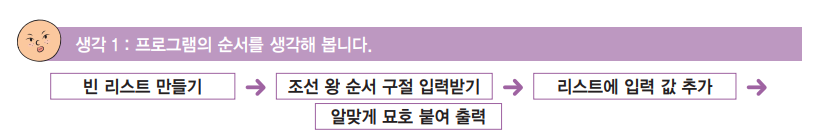 생각 1 : 프로그램의 순서를 생각해 봅니다.
빈 리스트 만들기
조선 왕 순서 구절 입력받기
리스트에 입력 값 추가
알맞게 묘호 붙여 출력